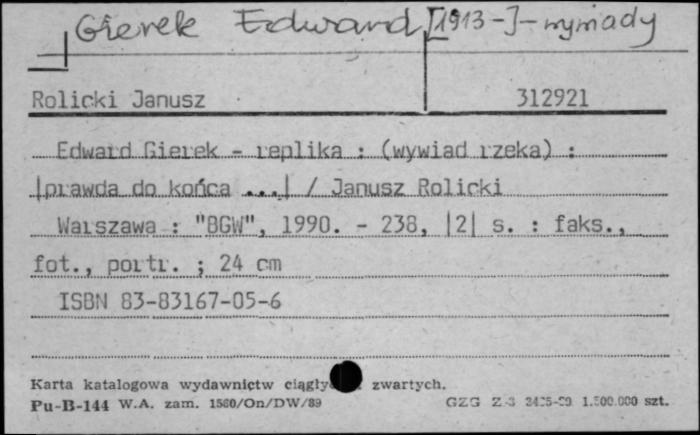 Gierek Edward [1913-] - wywiady
Rolicki Janusz 312921
Edward Gierek - replika : (wywiad rzeka) :
|prawda do końca ...| / Janusz Rolicki
Warszawa : "BGW", 1990. - 238, |2| s. : faks.,
fot., portr. ; 24 cm
ISBN 83-83167-05-6
Karta katalogowa wydawnictw zwartych.
Pu-B-144 W.A. zam. 1560/On/DW/89 GZG 1.500.000 szt.